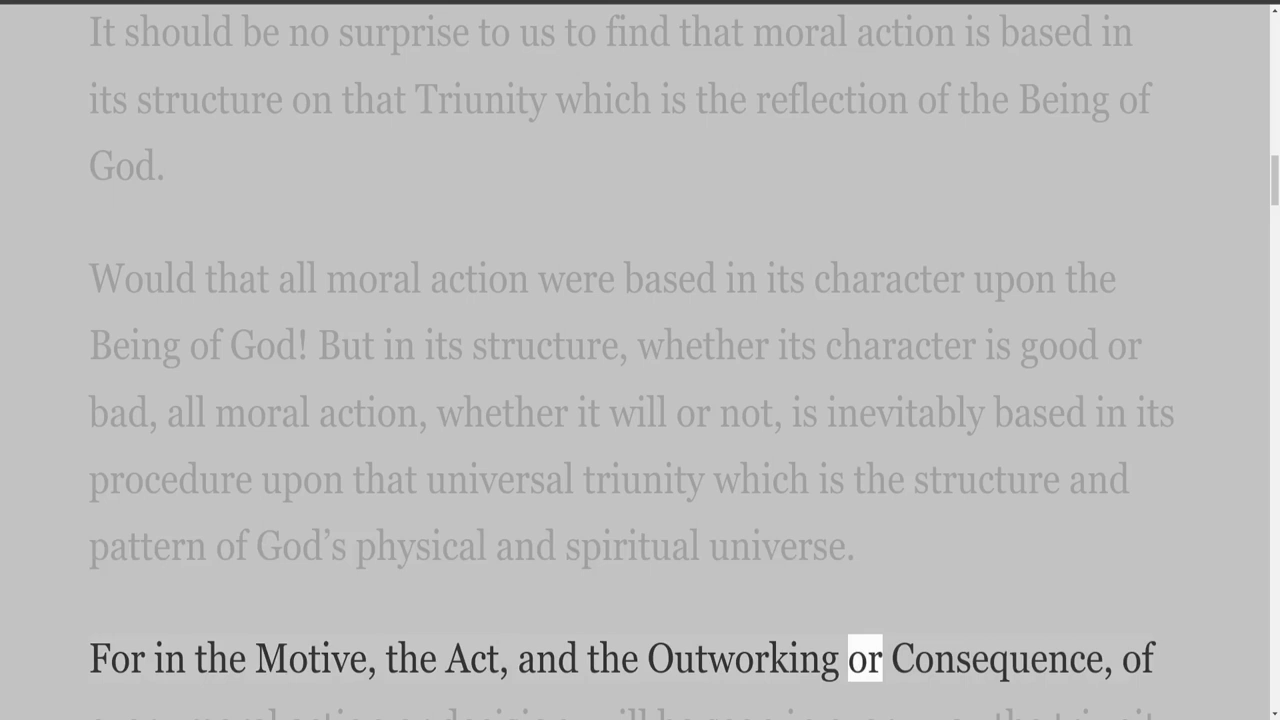 It should be no surprise to us to find that moral action is based in
its structure on that Triunity which is the reflection of the Being of
God.
Would that all moral action were based in its character upon the
Being of God! But in its structure, whether its character is good or
bad, all moral action, whether it will or not, is inevitably based in its
procedure upon that universal triunity which is the structure and
pattern of God’s physical and spiritual universe.
For in the Motive, the Act, and the Outworking or Consequence, of